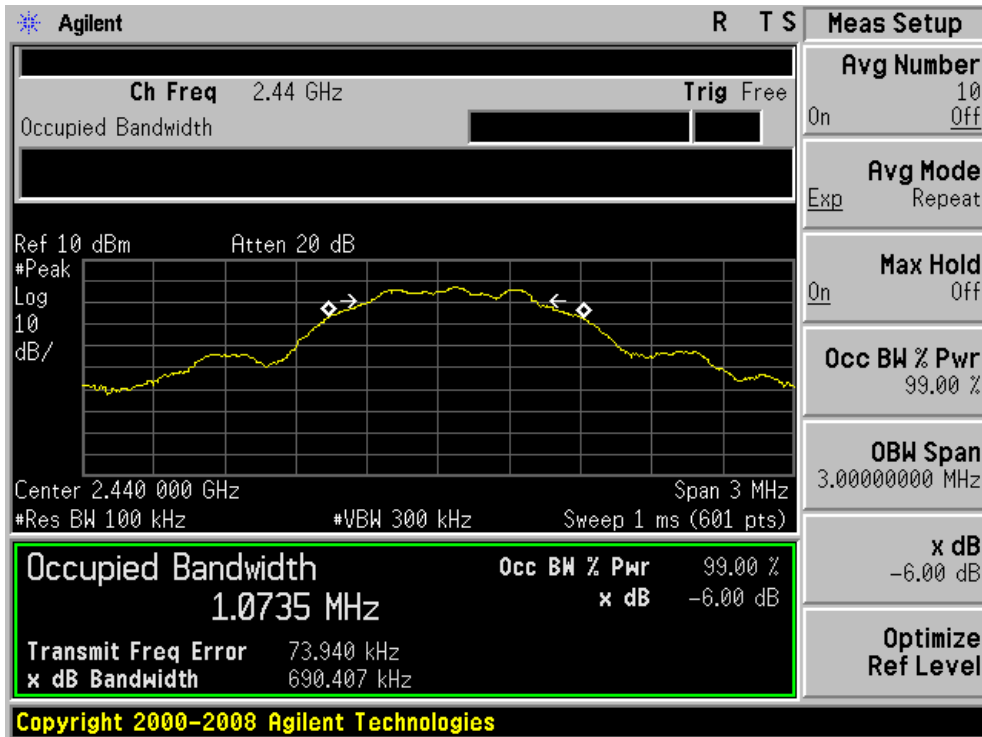 Agilent R T S Meas Setup
Ch Freq 2.44 GHz Trig Free
Occupied Bandwidth
Avg Number
10
On Off
Avg Mode
Exp Repeat
Max Hold
On Off
Occ BW % Pwr
99.00 %
OBW Span
3.00000000 MHz
x dB
-6.00 dB
Optimize
Ref Level
Ref 10 dBm Atten 20 dB
#Peak
Log
10
dB/
Center 2.440 000 GHz Span 3 MHz
#Res BW 100 kHz #VBW 300 kHz Sweep 1 ms (601 pts)
Occupied Bandwidth
1.0735 MHz
Occ BW % Pwr 99.00 %
x dB -6.00 dB
Transmit Freq Error 73.940 kHz
x dB Bandwidth 690.407 kHz
Copyright 2000-2008 Agilent Technologies